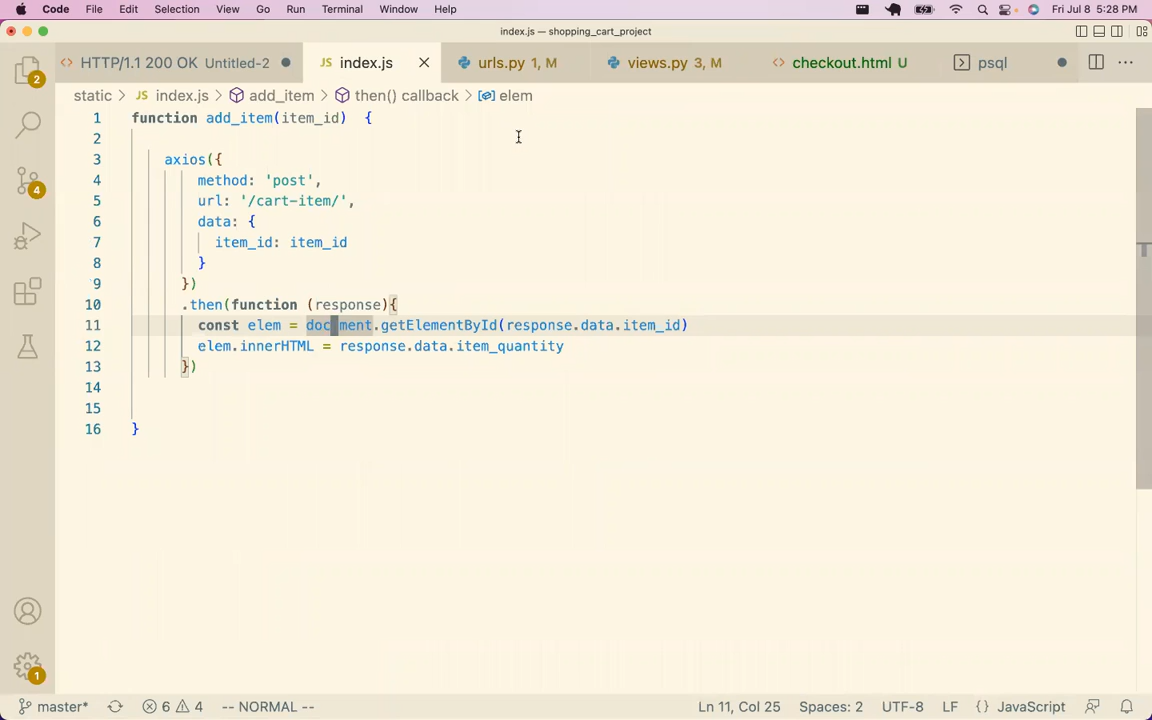 Code File Edit Selection View Go Run Terminal Window Help Fri Jul 8 5:28 PM
index.js — shopping_cart_project
<> HTTP/1.1 200 OK Untitled-2 JS index.js urls.py 1, M views.py 3, M <> checkout.html U psql
static > JS index.js > add_item > then() callback > elem
1 function add_item(item_id) {
2
3 axios({
4 method: 'post',
5 url: '/cart-item/',
6 data: {
7 item_id: item_id
8 }
9 })
10 .then(function (response){
11 const elem = document.getElementById(response.data.item_id)
12 elem.innerHTML = response.data.item_quantity
13 })
14
15
16 }
2
4
1
master* 6 4 -- NORMAL -- Ln 11, Col 25 Spaces: 2 UTF-8 LF {} JavaScript